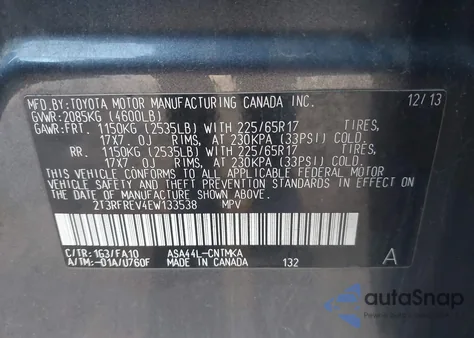 MFD.BY:TOYOTA MOTOR MANUFACTURING CANADA INC. 12/13
GVWR:2085KG (4600LB)
GAWR:FRT. 1150KG (2535LB) WITH 225/65R17 TIRES,
17X7 OJ RIMS, AT 230KPA (33PSI) COLD.
RR. 1150KG (2535LB) WITH 225/65R17 TIRES,
17X7 OJ RIMS, AT 230KPA (33PSI) COLD.
THIS VEHICLE CONFORMS TO ALL APPLICABLE FEDERAL MOTOR
VEHICLE SAFETY AND THEFT PREVENTION STANDARDS IN EFFECT ON
THE DATE OF MANUFACTURE SHOWN ABOVE.
2T3RFREV4EW133538 MPV
C/TR:1G3/FA10 ASA44L-CNTMKA
A/TM:-01A/U760F MADE IN CANADA 132 A
autoSnap